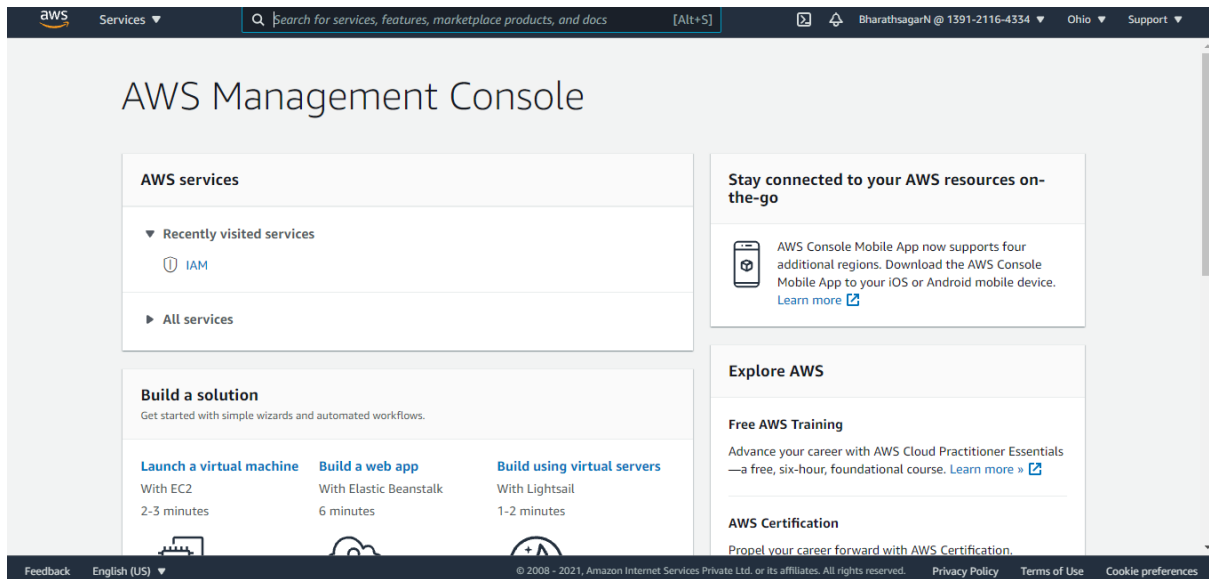 aws
Services ▼
Search for services, features, marketplace products, and docs
[Alt+S]
BharathsagarN @ 1391-2116-4334 ▼
Ohio ▼
Support ▼
AWS Management Console
AWS services
▼ Recently visited services
IAM
▶ All services
Build a solution
Get started with simple wizards and automated workflows.
Launch a virtual machine
With EC2
2-3 minutes
Build a web app
With Elastic Beanstalk
6 minutes
Build using virtual servers
With Lightsail
1-2 minutes
Stay connected to your AWS resources on-
the-go
AWS Console Mobile App now supports four
additional regions. Download the AWS Console
Mobile App to your iOS or Android mobile device.
Learn more
Explore AWS
Free AWS Training
Advance your career with AWS Cloud Practitioner Essentials
—a free, six-hour, foundational course. Learn more »
AWS Certification
Propel your career forward with AWS Certification.
Feedback
English (US) ▼
© 2008 - 2021, Amazon Internet Services Private Ltd. or its affiliates. All rights reserved.
Privacy Policy
Terms of Use
Cookie preferences